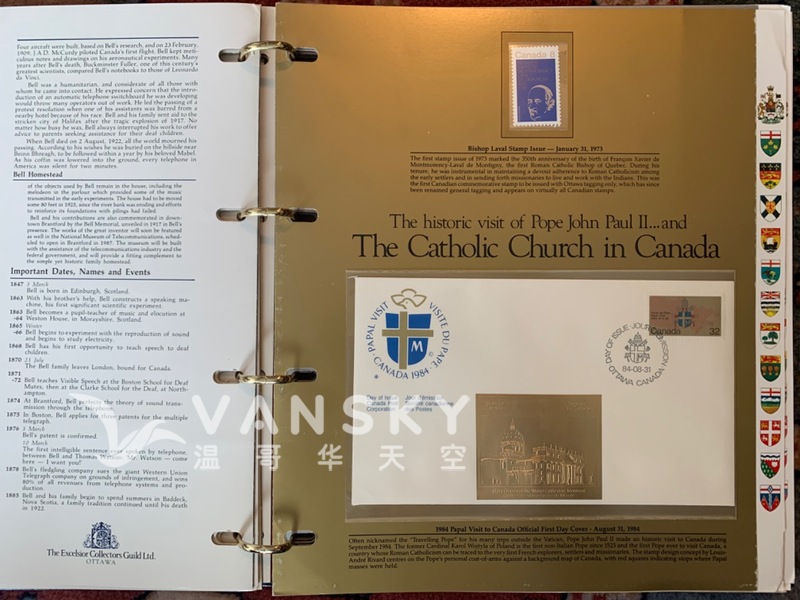 Four aircraft were built, based on Bell's research, and on 23 February,
1909, J.A.D. McCurdy piloted Canada's first flight. Bell kept meti-
culous notes and drawings on his aeronautical experiments. Many
years after Bell's death, Buckminster Fuller, one of this century's
greatest scientists, compared Bell's notebooks to those of Leonardo
da Vinci.
Bell was a humanitarian, and considerate of all those with
whom he came into contact. He expressed concern that the intro-
duction of an automatic telephone switchboard he was developing
would throw many operators out of work. He led the passing of a
protest resolution when one of his assistants was barred from a
nearby hotel because of his race. Bell and his family sent aid to the
stricken city of Halifax after the tragic explosion of 1917. No
matter how busy he was, Bell always interrupted his work to offer
advice to parents seeking assistance for their deaf children.
When Bell died on 2 August, 1922, all the world mourned his
passing. According to his wishes he was buried on the hillside near
Beinn Bhreagh, to be followed within a year by his beloved Mabel.
As his coffin was lowered into the ground, every telephone in
America was silent for two minutes.
Bell Homestead
of the objects used by Bell remain in the house, including the
melodeon in the parlour which provided some of the music
transmitted in the early experiments. The house had to be moved
some 80 feet in 1925, since the river bank was eroding and efforts
to reinforce its foundations with pilings had failed.
Bell and his contributions are also commemorated in down-
town Brantford by the Bell Memorial, unveiled in 1917 in Bell's
presence. The works of the great inventor will soon be featured
as well in the National Museum of Telecommunications, sched-
uled to open in Brantford in 1987. The museum will be built
with the assistance of the telecommunications industry and the
federal government, and will provide a fitting complement to
the simple yet historic family homestead.
Important Dates, Names and Events
1847 3 March
Bell is born in Edinburgh, Scotland.
1863 With his brother's help, Bell constructs a speaking ma-
chine, his first significant scientific experiment.
1863 Bell becomes a pupil-teacher of music and elocution at
-64 Weston House, in Morayshire, Scotland.
1865 Winter
-66 Bell begins to experiment with the reproduction of sound
and begins to study electricity.
1868 Bell has his first opportunity to teach speech to deaf
children.
1870 21 July
The Bell family leaves London, bound for Canada.
1871
-72 Bell teaches Visible Speech at the Boston School for Deaf
Mutes, then at the Clarke School for the Deaf, at North-
ampton.
1874 At Brantford, Bell perfects the theory of sound trans-
mission through the telephone.
1875 In Boston, Bell applies for three patents for the multiple
telegraph.
1876 3 March
Bell's patent is confirmed.
10 March
The first intelligible sentence ever spoken by telephone,
between Bell and Thomas Watson: Mr. Watson — come
here — I want you!
1878 Bell's fledgling company sues the giant Western Union
Telegraph company on grounds of infringement, and wins
80% of all revenues from telephone systems and pro-
duction.
1885 Bell and his family begin to spend summers in Baddeck,
Nova Scotia, a family tradition continued until his death
in 1922.
The Excelsior Collectors Guild Ltd.
OTTAWA
Canada 8
Bishop Laval Stamp Issue — January 31, 1973
The first stamp issue of 1973 marked the 350th anniversary of the birth of François Xavier de
Montmorency-Laval de Montigny, the first Roman Catholic Bishop of Quebec. During his
tenure, he was instrumental in maintaining a devout adherence to Roman Catholicism among
the early settlers and in sending forth missionaries to live and work with the Indians. This was
the first Canadian commemorative stamp to be issued with Ottawa tagging only, which has since
been renamed general tagging and appears on virtually all Canadian stamps.
The historic visit of Pope John Paul II...and
The Catholic Church in Canada
PAPAL VISIT
VISITE DU PAPE
CANADA 1984
M
Canada 32
DAY OF ISSUE JOUR D'ÉMISSION
84-08-31
OTTAWA CANADA
Day of Issue
Canada Post
Corporation
Jour d'émission
Société canadienne
des Postes
VANSKY
温哥华天空
1984 Papal Visit to Canada Official First Day Cover - August 31, 1984
Often nicknamed the "Travelling Pope" for his many trips outside the Vatican, Pope John Paul II made an historic visit to Canada during
September 1984. The former Cardinal Karol Wojtyla of Poland is the first non-Italian Pope since 1523 and the first Pope ever to visit Canada, a
country whose Roman Catholicism can be traced to the very first French explorers, settlers and missionaries. The stamp design concept by Louis-
André Rivard centres on the Pope's personal coat-of-arms against a background map of Canada, with red squares indicating stops where Papal
masses were held.